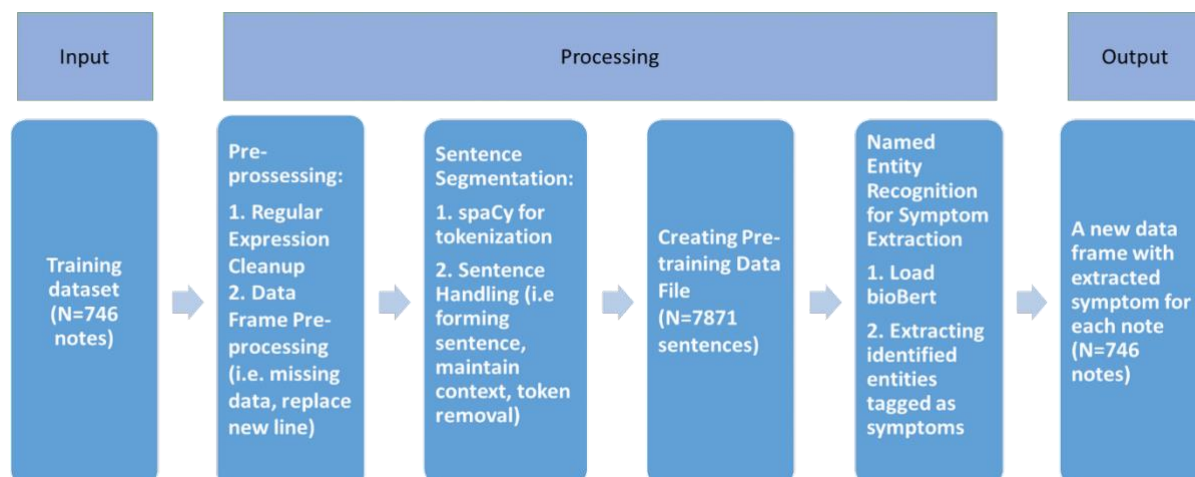 Input
Processing
Output
Training
dataset
(N=746
notes)
Pre-
prossessing:
1. Regular
Expression
Cleanup
2. Data
Frame Pre-
processing
(i.e. missing
data, replace
new line)
Sentence
Segmentation:
1. spaCy for
tokenization
2. Sentence
Handling (i.e
forming
sentence,
maintain
context, token
removal)
Creating Pre-
training Data
File
(N=7871
sentences)
Named
Entity
Recognition
for Symptom
Extraction
1. Load
bioBert
2. Extracting
identified
entities
tagged as
symptoms
A new data
frame with
extracted
symptom for
each note
(N=746
notes)